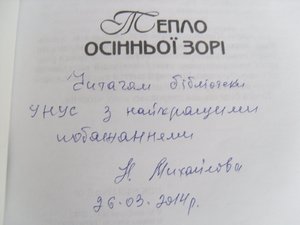 ТЕПЛО
ОСІННЬОЇ ЗОРІ
Читачам бібліотеки
УНУС з найкращими
побажаннями
Н. Михайлова
26.03.2014р.